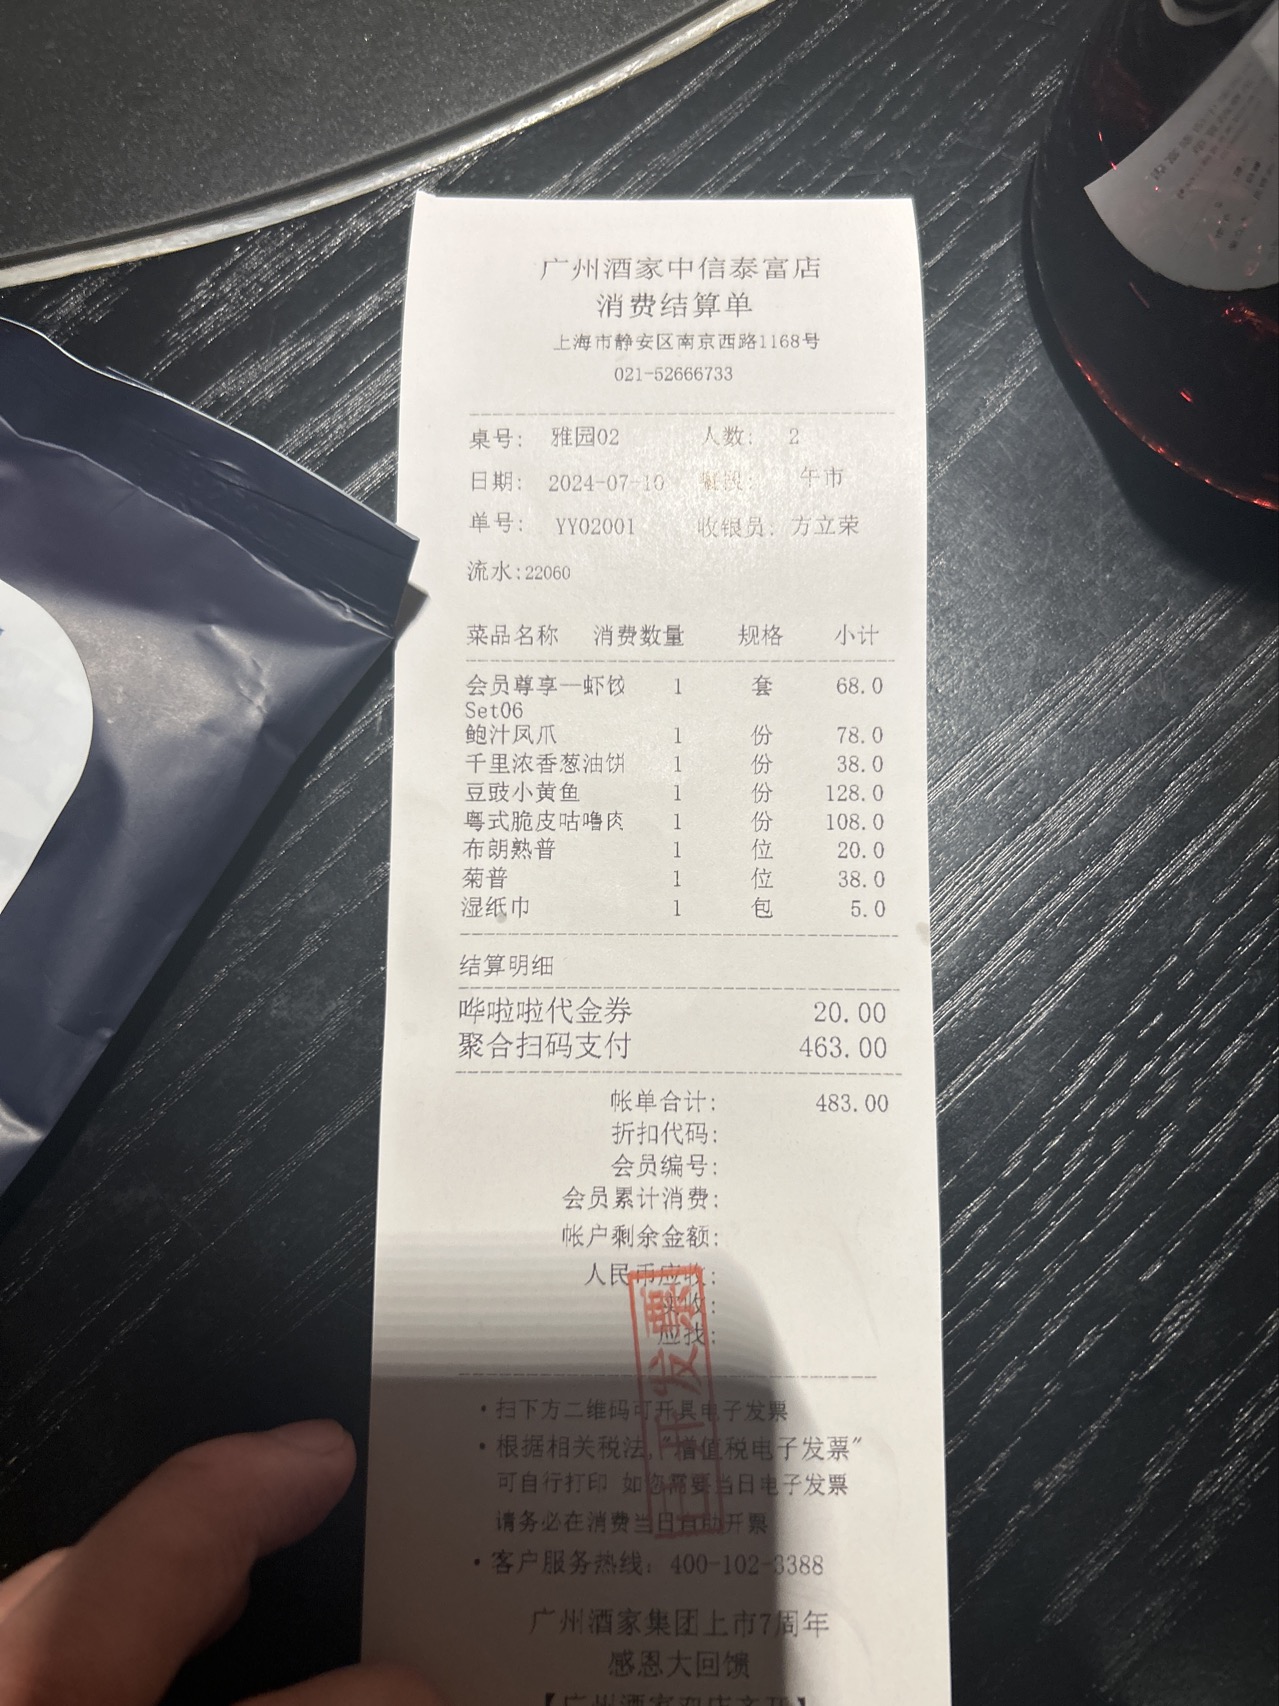 广州酒家中信泰富店
消费结算单
上海市静安区南京西路1168号
021-52666733
桌号: 雅园02 人数: 2
日期: 2024-07-10 餐段: 午市
单号: YY02001 收银员: 方立荣
流水:22060
菜品名称 消费数量 规格 小计
会员尊享一虾饺 1 套 68.0
Set06
鲍汁凤爪 1 份 78.0
千里浓香葱油饼 1 份 38.0
豆豉小黄鱼 1 份 128.0
粤式脆皮咕噜肉 1 份 108.0
布朗熟普 1 位 20.0
菊普 1 位 38.0
湿纸巾 1 包 5.0
结算明细
哗啦啦代金券 20.00
聚合扫码支付 463.00
帐单合计: 483.00
折扣代码:
会员编号:
会员累计消费:
帐户剩余金额:
人民币应收:
实收:
应找:
已开发票
·扫下方二维码可开具电子发票
·根据相关税法,"增值税电子发票"
可自行打印 如您需要当日电子发票
请务必在消费当日自助开票
·客户服务热线: 400-102-3388
广州酒家集团上市7周年
感恩大回馈